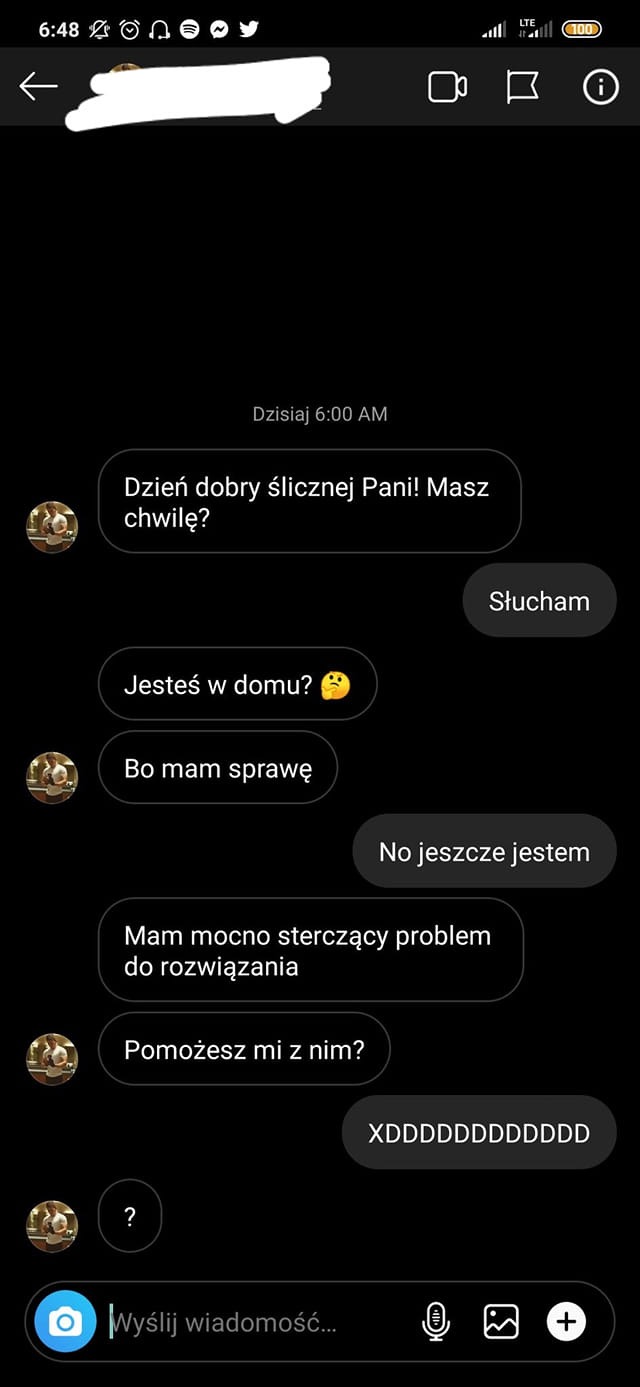 6:48
LTE
100
Dzisiaj 6:00 AM
Dzień dobry ślicznej Pani! Masz
chwilę?
Słucham
Jesteś w domu? 🤔
Bo mam sprawę
No jeszcze jestem
Mam mocno sterczący problem
do rozwiązania
Pomożesz mi z nim?
XDDDDDDDDDDDD
?
Wyślij wiadomość...